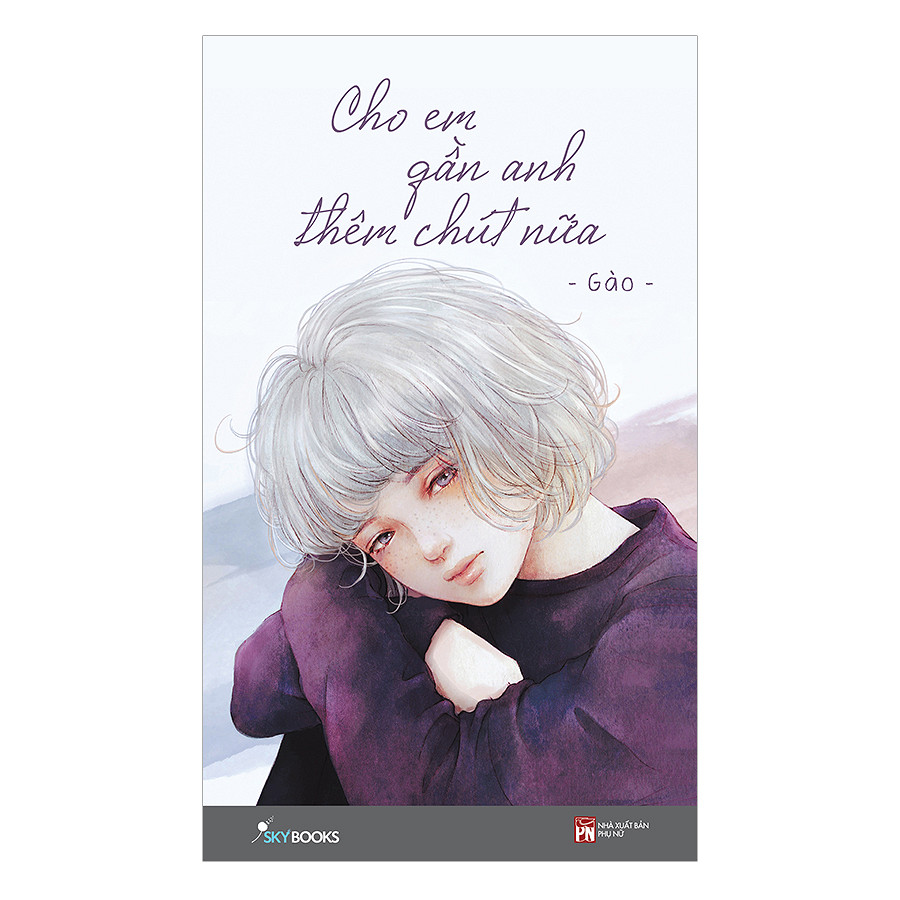 Cho em
gần anh
thêm chút nữa
- Gào -
SKYBOOKS
PN
NHÀ XUẤT BẢN
PHỤ NỮ